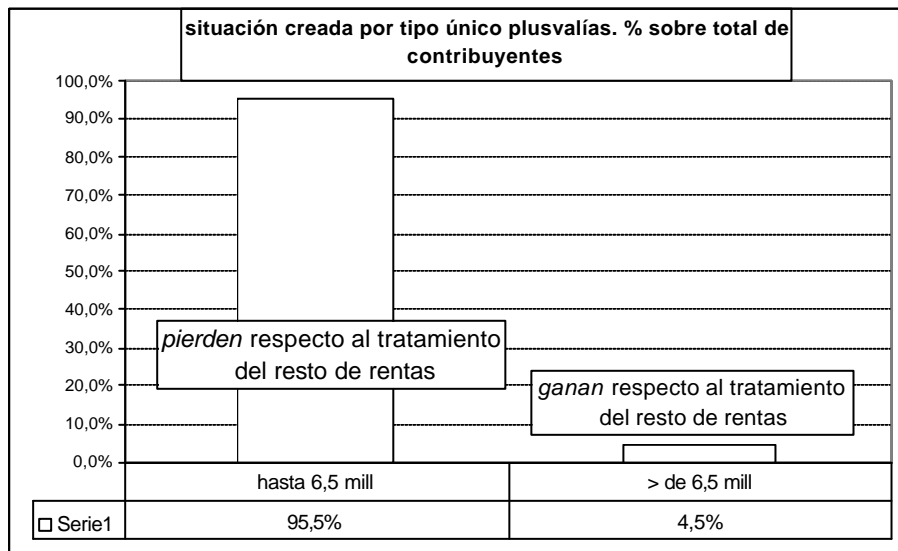 situación creada por tipo único plusvalías. % sobre total de
contribuyentes
100,0%
90,0%
80,0%
70,0%
60,0%
50,0%
40,0%
30,0%
20,0%
10,0%
0,0%
pierden respecto al tratamiento
del resto de rentas
ganan respecto al tratamiento
del resto de rentas
hasta 6,5 mill
> de 6,5 mill
Serie1
95,5%
4,5%